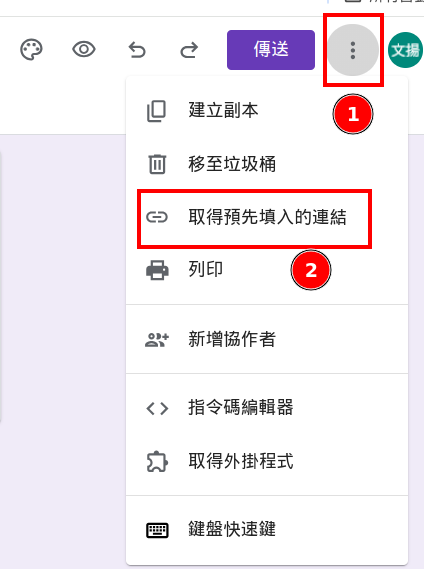 傳送
文揚
1
建立副本
移至垃圾桶
取得預先填入的連結
列印
2
新增協作者
指令碼編輯器
取得外掛程式
鍵盤快速鍵